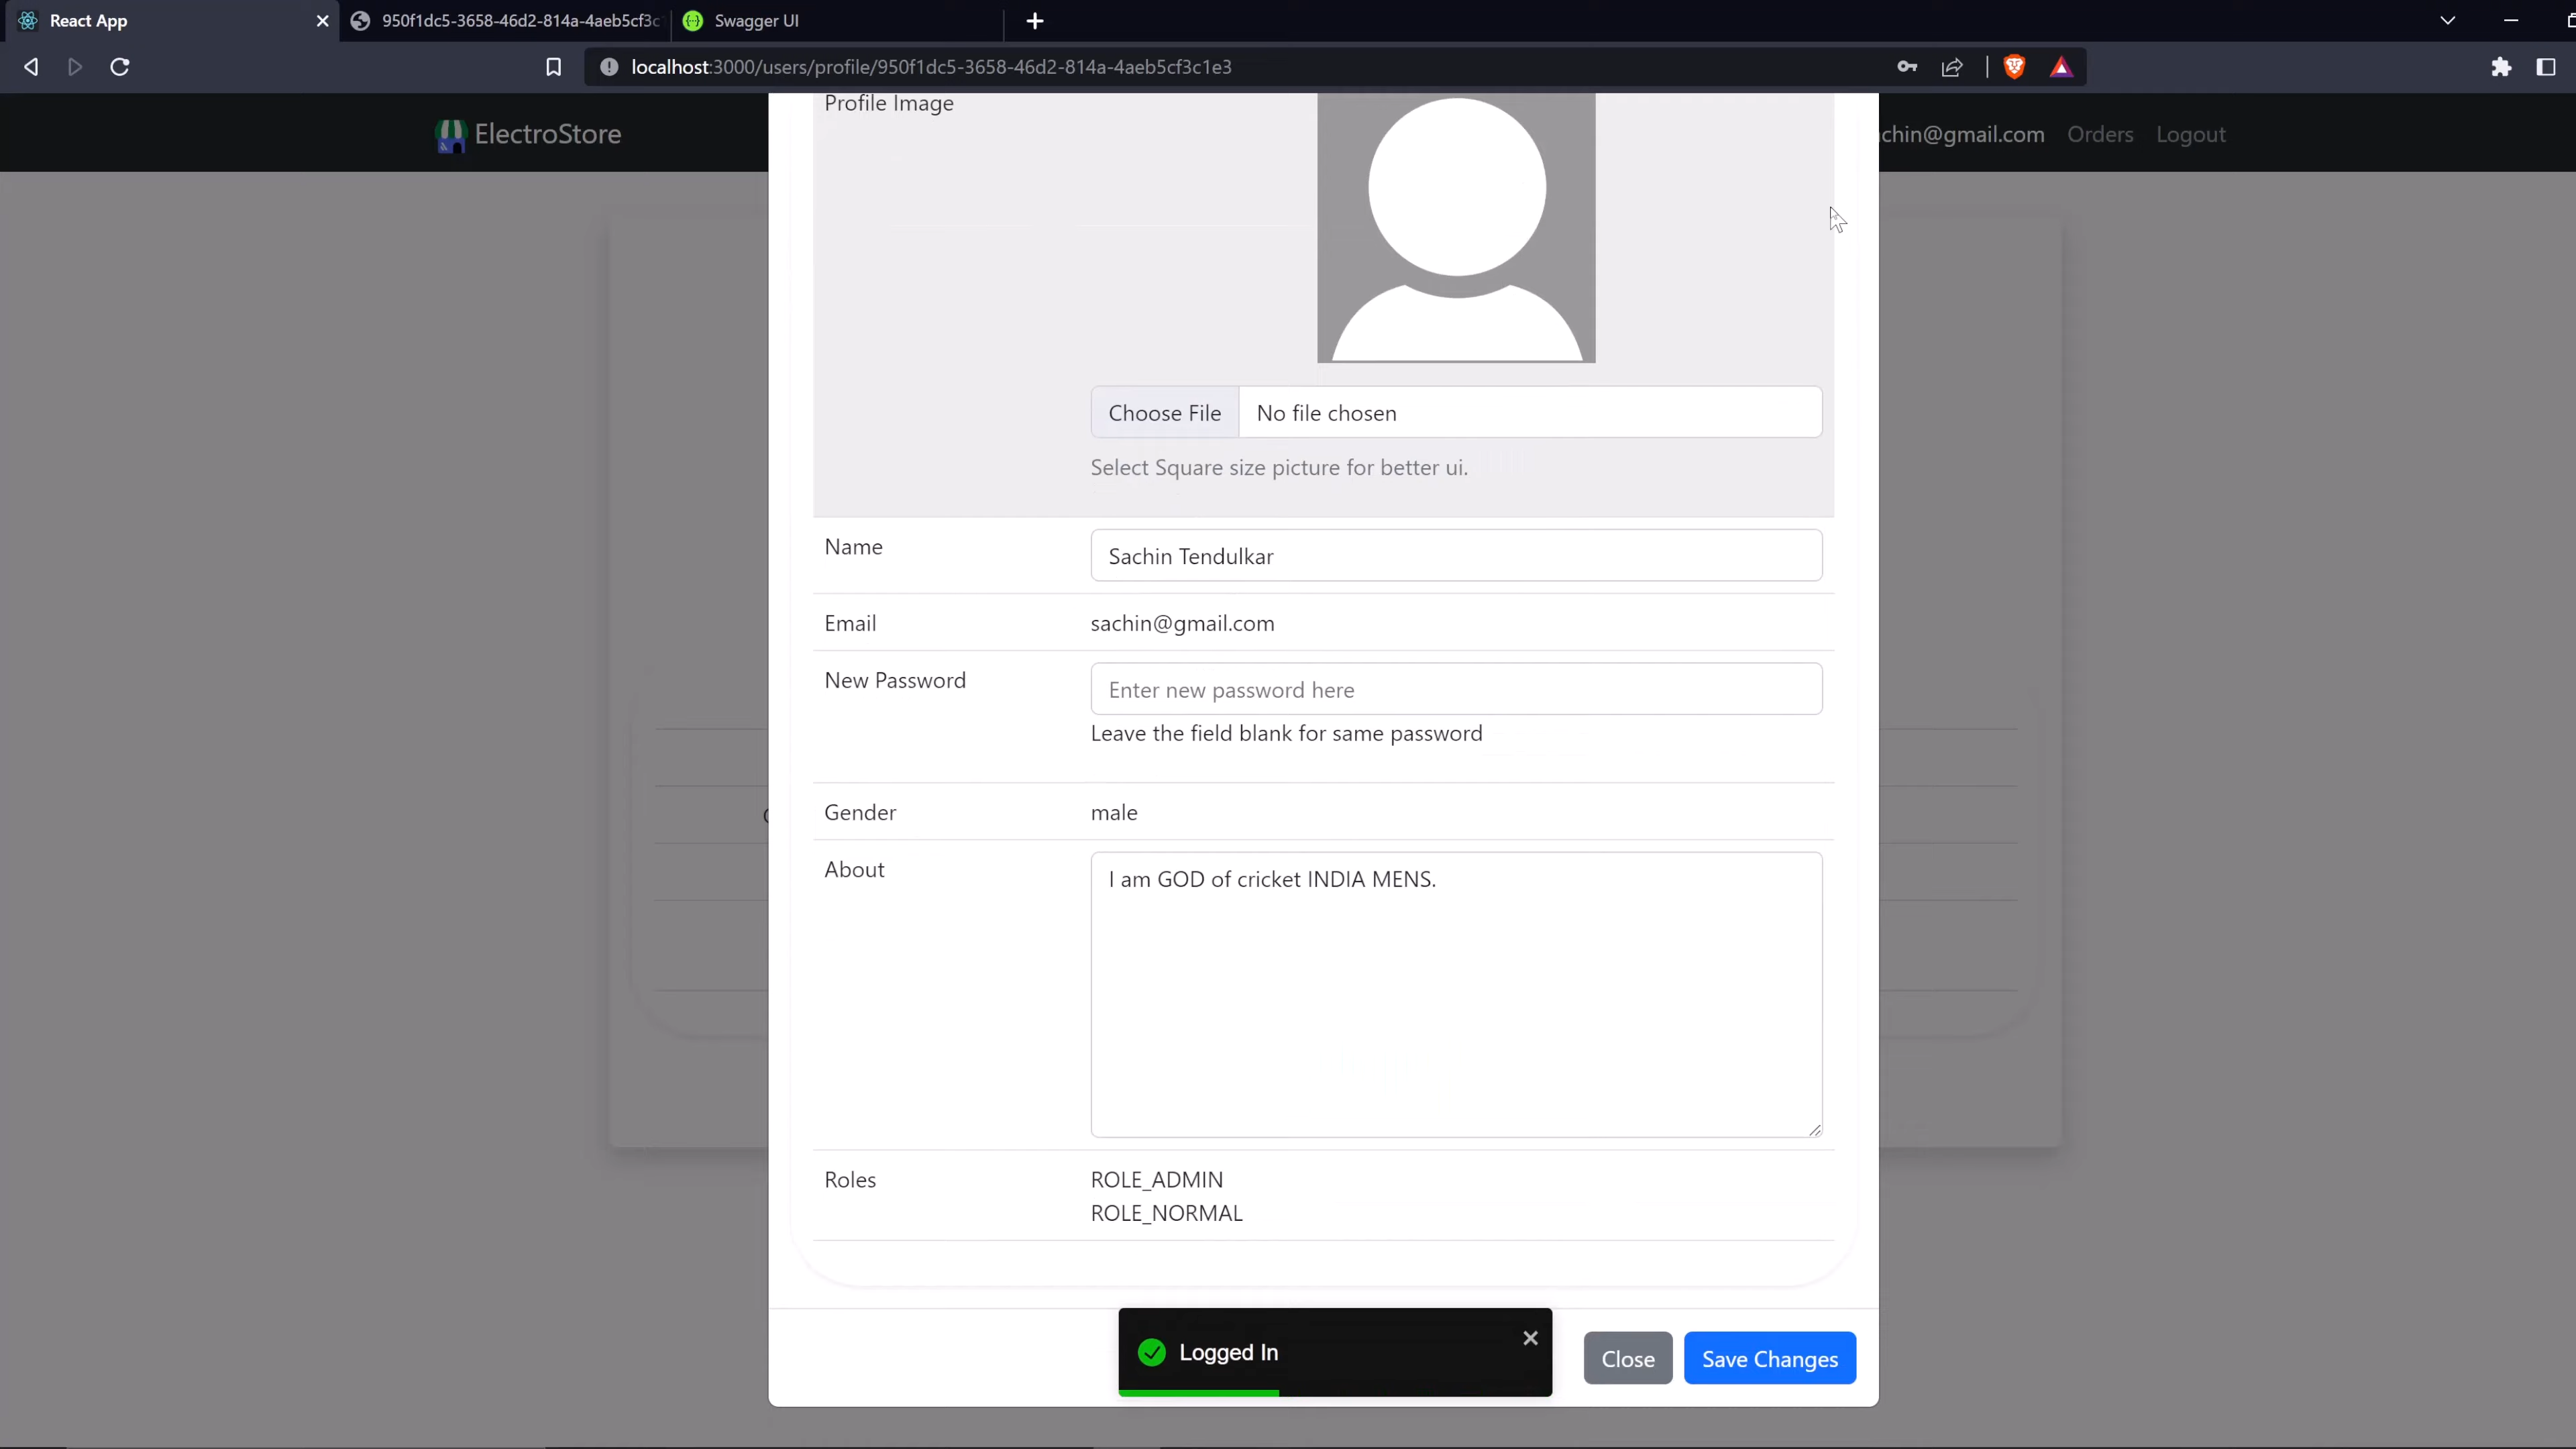 React App
950f1dc5-3658-46d2-814a-4aeb5cf3c
Swagger UI
localhost:3000/users/profile/950f1dc5-3658-46d2-814a-4aeb5cf3c1e3
ElectroStore
chin@gmail.com Orders Logout
Profile Image
Choose File No file chosen
Select Square size picture for better ui.
Name Sachin Tendulkar
Email sachin@gmail.com
New Password Enter new password here
Leave the field blank for same password
Gender male
About I am GOD of cricket INDIA MENS.
Roles ROLE_ADMIN
ROLE_NORMAL
Logged In
Close Save Changes